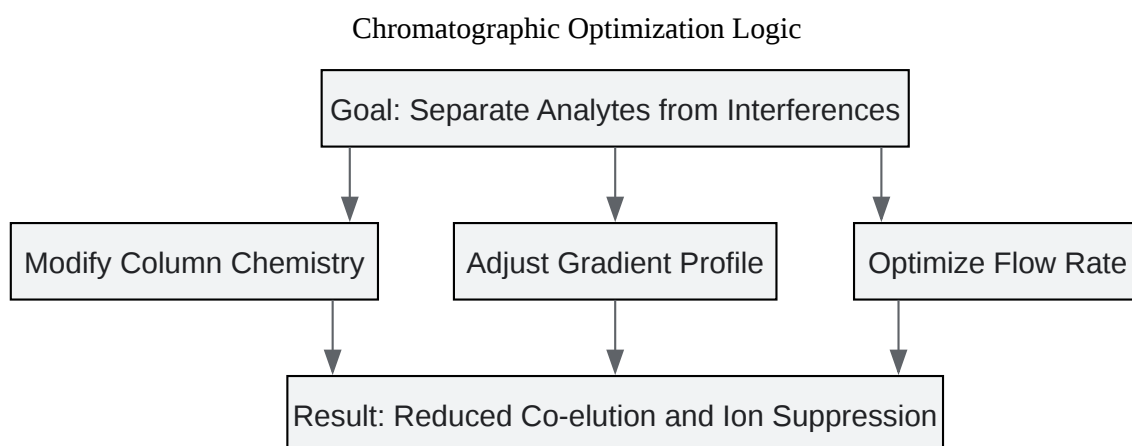 Chromatographic Optimization Logic
Goal: Separate Analytes from Interferences
Modify Column Chemistry
Adjust Gradient Profile
Optimize Flow Rate
Result: Reduced Co-elution and Ion Suppression